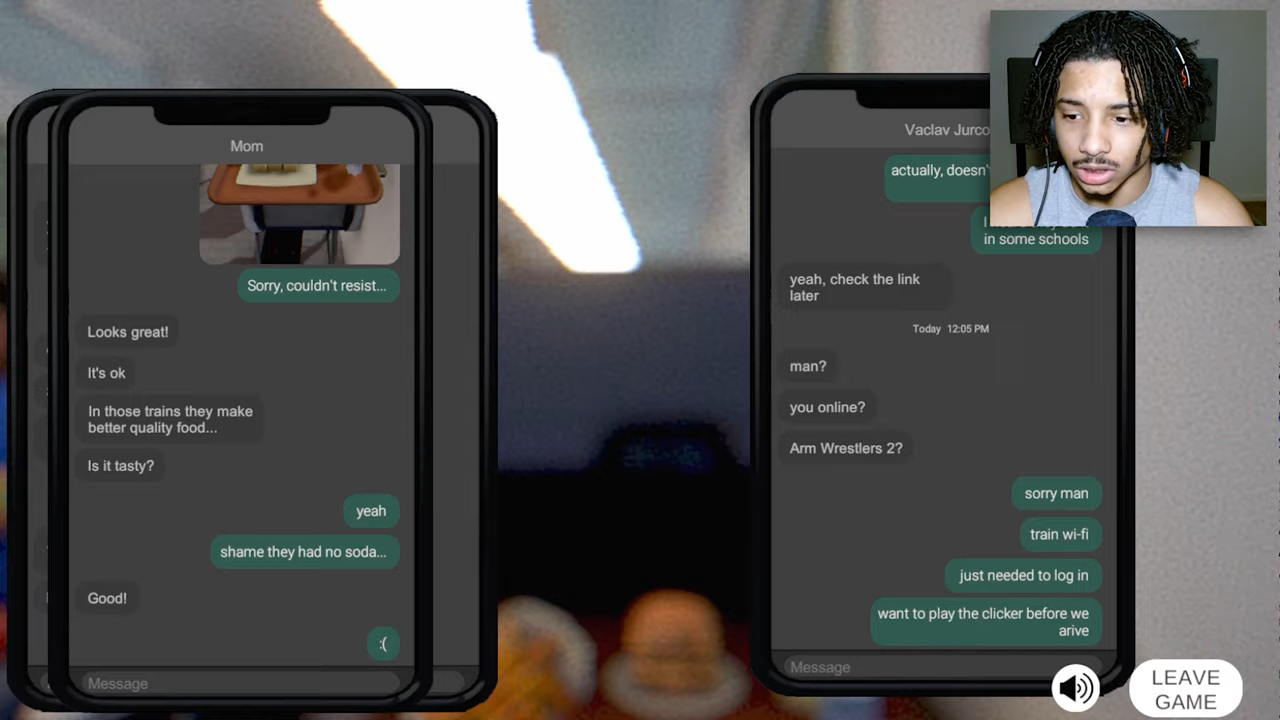 Mom
Sorry, couldn't resist...
Looks great!
It's ok
In those trains they make
better quality food...
Is it tasty?
yeah
shame they had no soda...
Good!
:(
Message
Vaclav Jurco
actually, doesn't
in some schools
yeah, check the link
later
Today 12:05 PM
man?
you online?
Arm Wrestlers 2?
sorry man
train wi-fi
just needed to log in
want to play the clicker before we
arive
Message
LEAVE
GAME